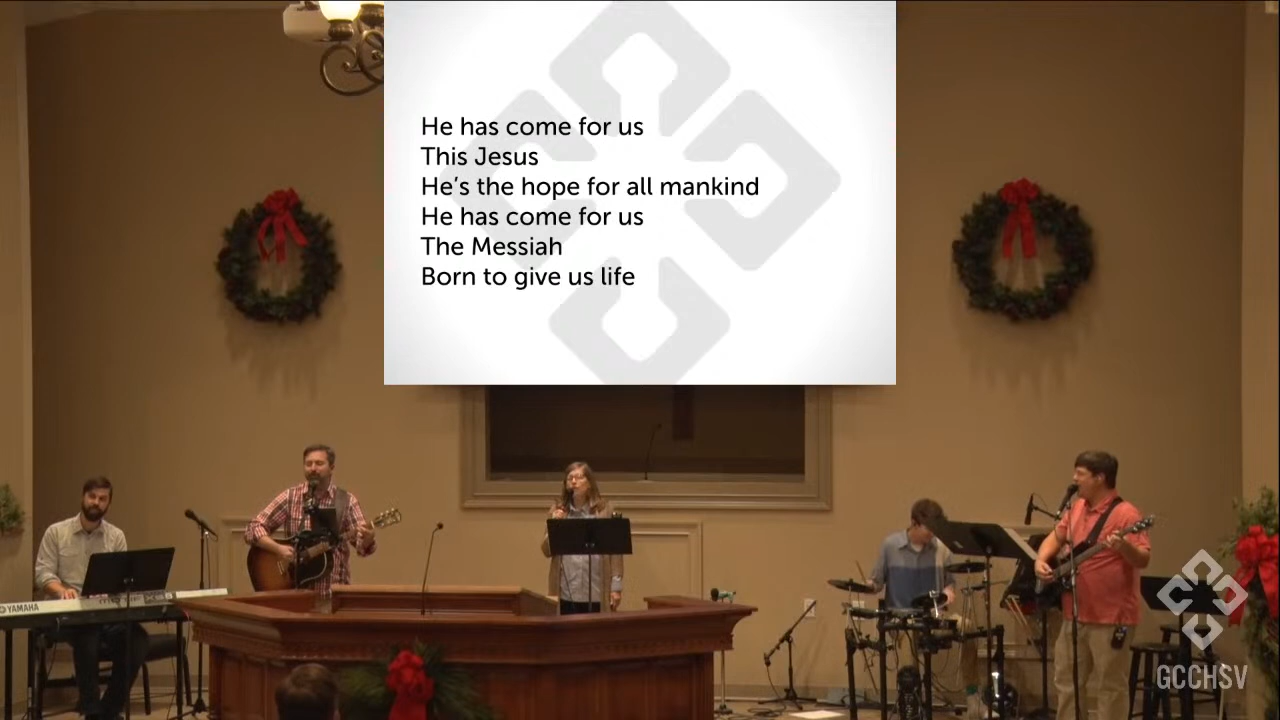 He has come for us
This Jesus
He's the hope for all mankind
He has come for us
The Messiah
Born to give us life
YAMAHA
GCCHSV